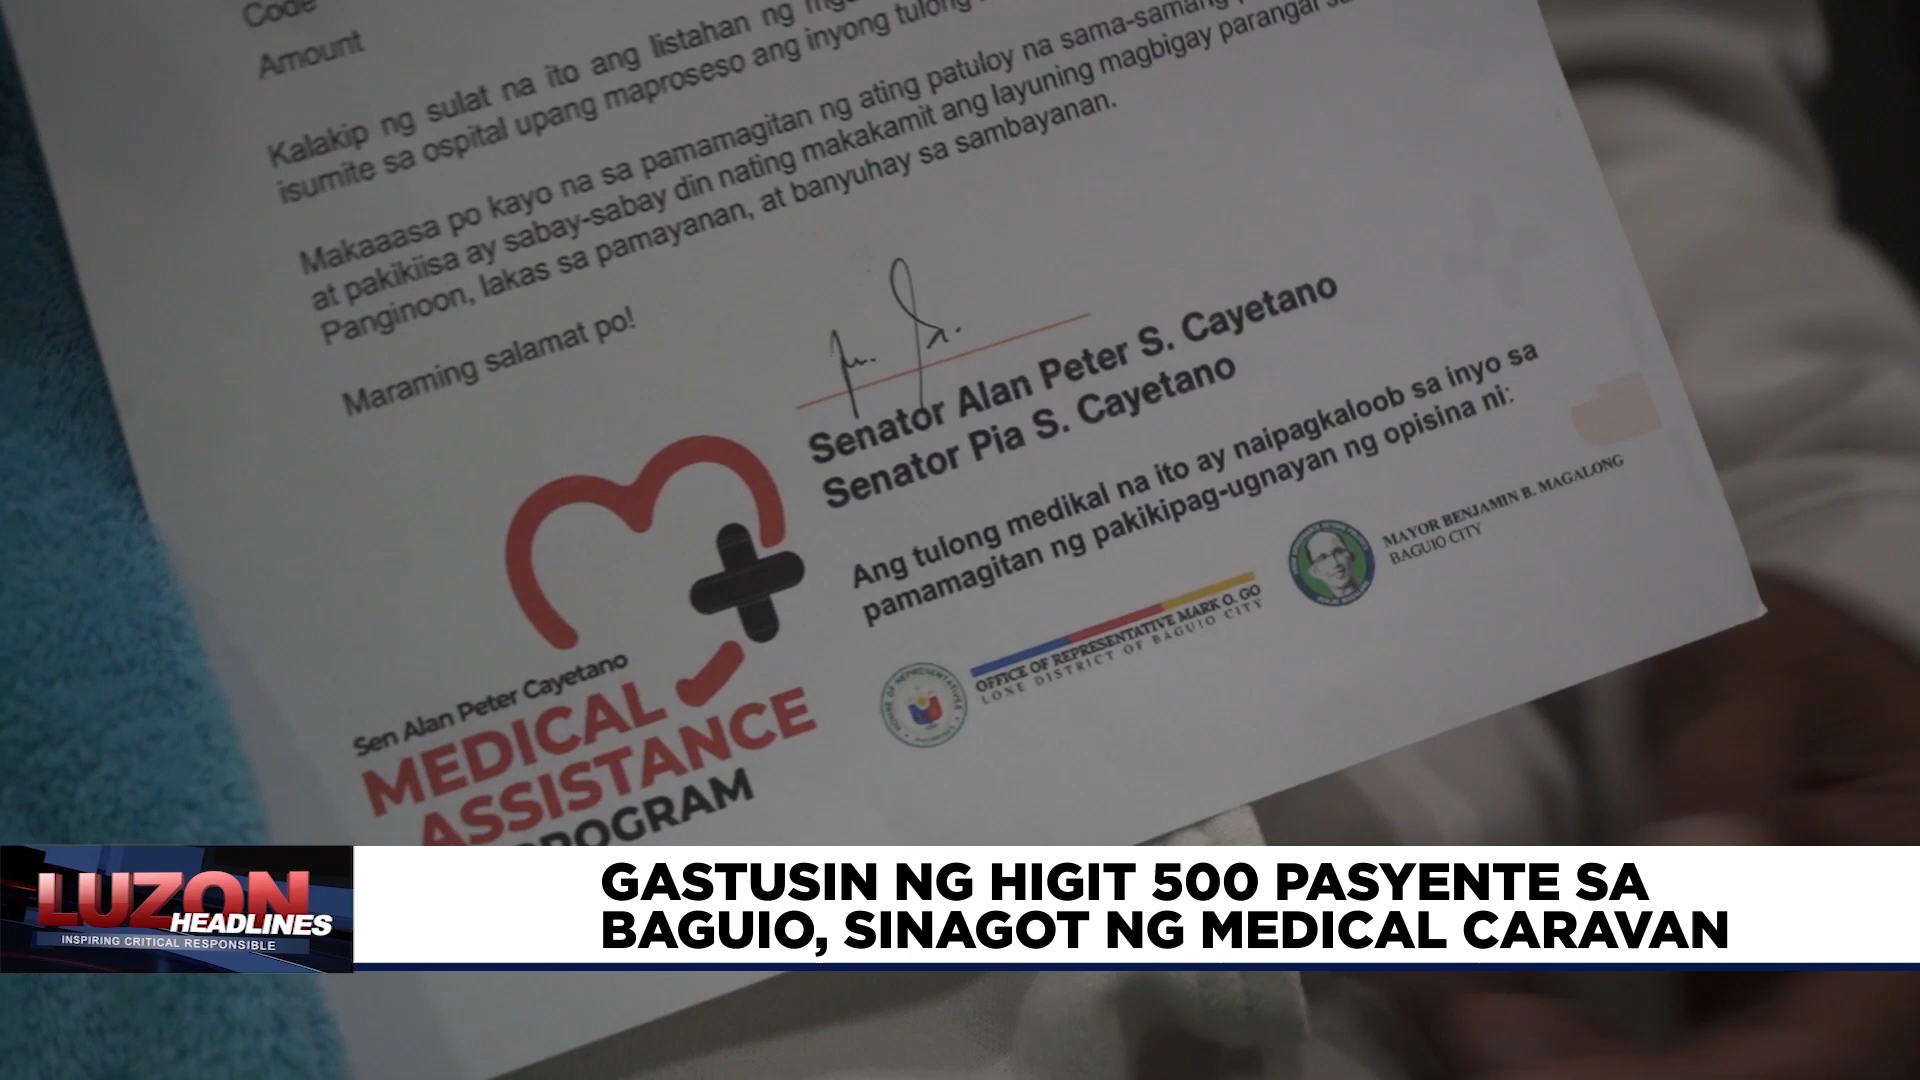 Code
Amount
Kalakip ng sulat na ito ang listahan ng mga
isumite sa ospital upang maproseso ang inyong tulong
Makaaasa po kayo na sa pamamagitan ng ating patuloy na sama-samang
at pakikiisa ay sabay-sabay din nating makakamit ang layuning magbigay parangal sa
Panginoon, lakas sa pamayanan, at banyuhay sa sambayanan.
Maraming salamat po!
Senator Alan Peter S. Cayetano
Senator Pia S. Cayetano
Ang tulong medikal na ito ay naipagkaloob sa inyo sa
pamamagitan ng pakikipag-ugnayan ng opisina ni:
HOUSE OF REPRESENTATIVES
OFFICE OF REPRESENTATIVE MARK O. GO
LONE DISTRICT OF BAGUIO CITY
MAYOR BENJAMIN B. MAGALONG
BAGUIO CITY
Sen Alan Peter Cayetano
MEDICAL
ASSISTANCE
PROGRAM
LUZON
HEADLINES
INSPIRING CRITICAL RESPONSIBLE
GASTUSIN NG HIGIT 500 PASYENTE SA
BAGUIO, SINAGOT NG MEDICAL CARAVAN